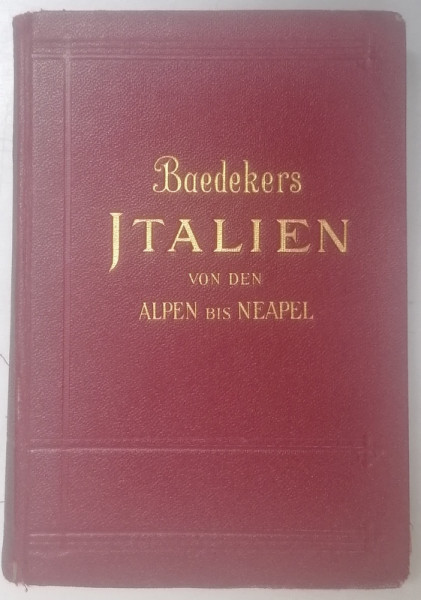 Baedekers
JTALIEN
VON DEN
ALPEN BIS NEAPEL